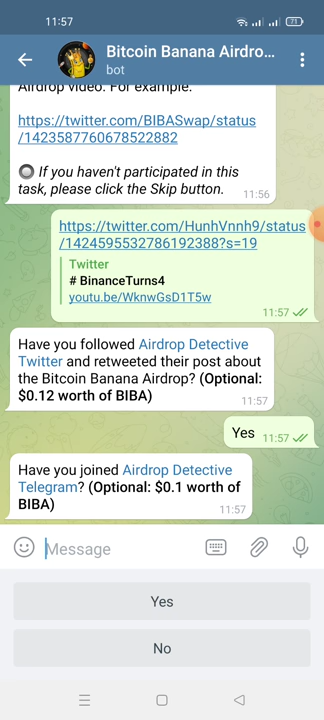 11:57
71
Bitcoin Banana Airdro...
bot
Airdrop video. For example:
https://twitter.com/BIBASwap/status
/1423587760678522882
If you haven't participated in this
task, please click the Skip button.
11:56
https://twitter.com/HunhVnnh9/status
/1424595532786192388?s=19
Twitter
# BinanceTurns4
youtu.be/WknwGsD1T5w
11:57
Have you followed Airdrop Detective
Twitter and retweeted their post about
the Bitcoin Banana Airdrop? (Optional:
$0.12 worth of BIBA)
11:57
Yes
11:57
Have you joined Airdrop Detective
Telegram? (Optional: $0.1 worth of
BIBA)
11:57
Message
Yes
No